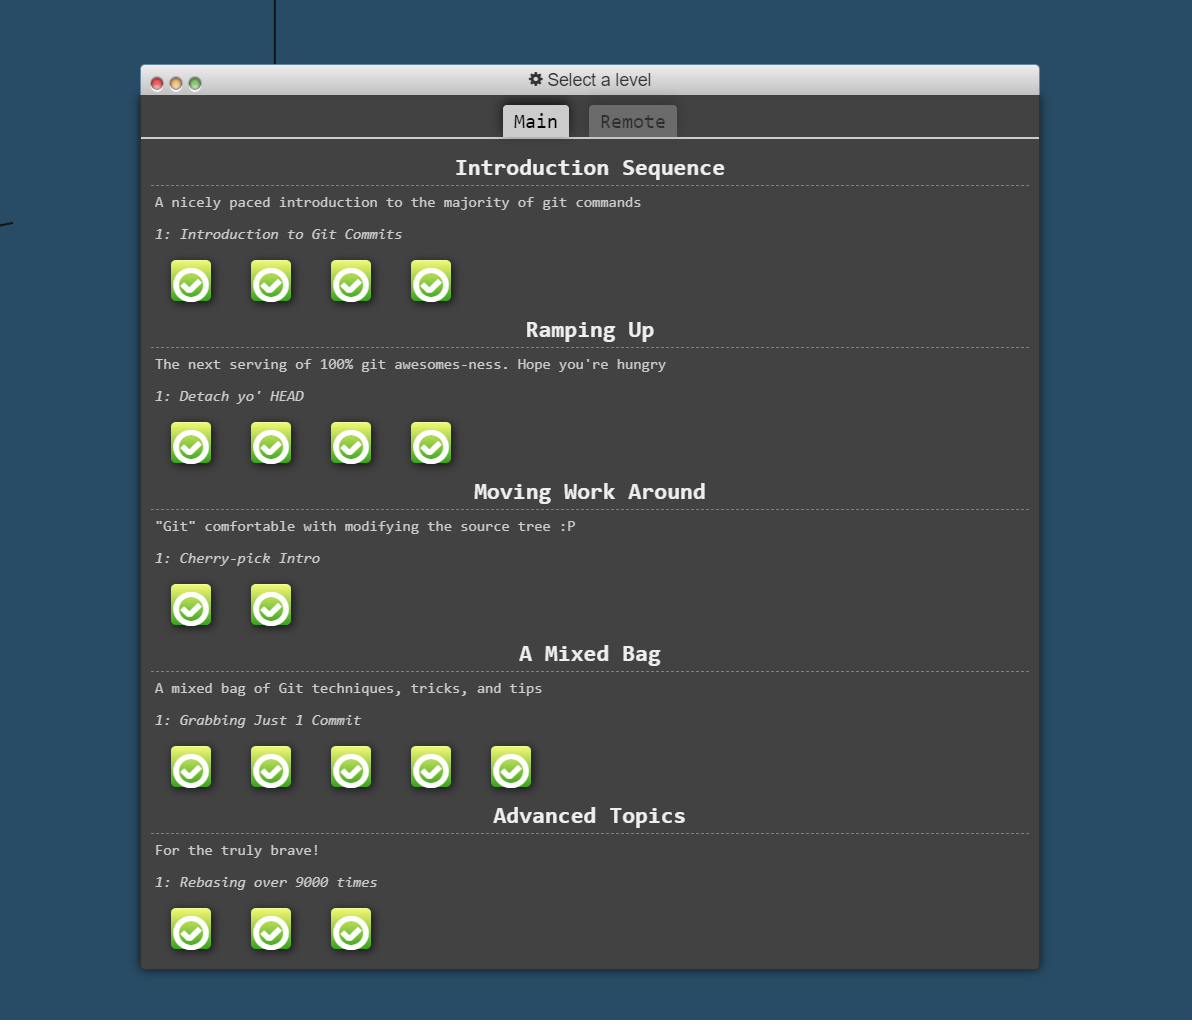 Select a level
Main Remote
Introduction Sequence
A nicely paced introduction to the majority of git commands
1: Introduction to Git Commits
Ramping Up
The next serving of 100% git awesomes-ness. Hope you're hungry
1: Detach yo' HEAD
Moving Work Around
"Git" comfortable with modifying the source tree :P
1: Cherry-pick Intro
A Mixed Bag
A mixed bag of Git techniques, tricks, and tips
1: Grabbing Just 1 Commit
Advanced Topics
For the truly brave!
1: Rebasing over 9000 times